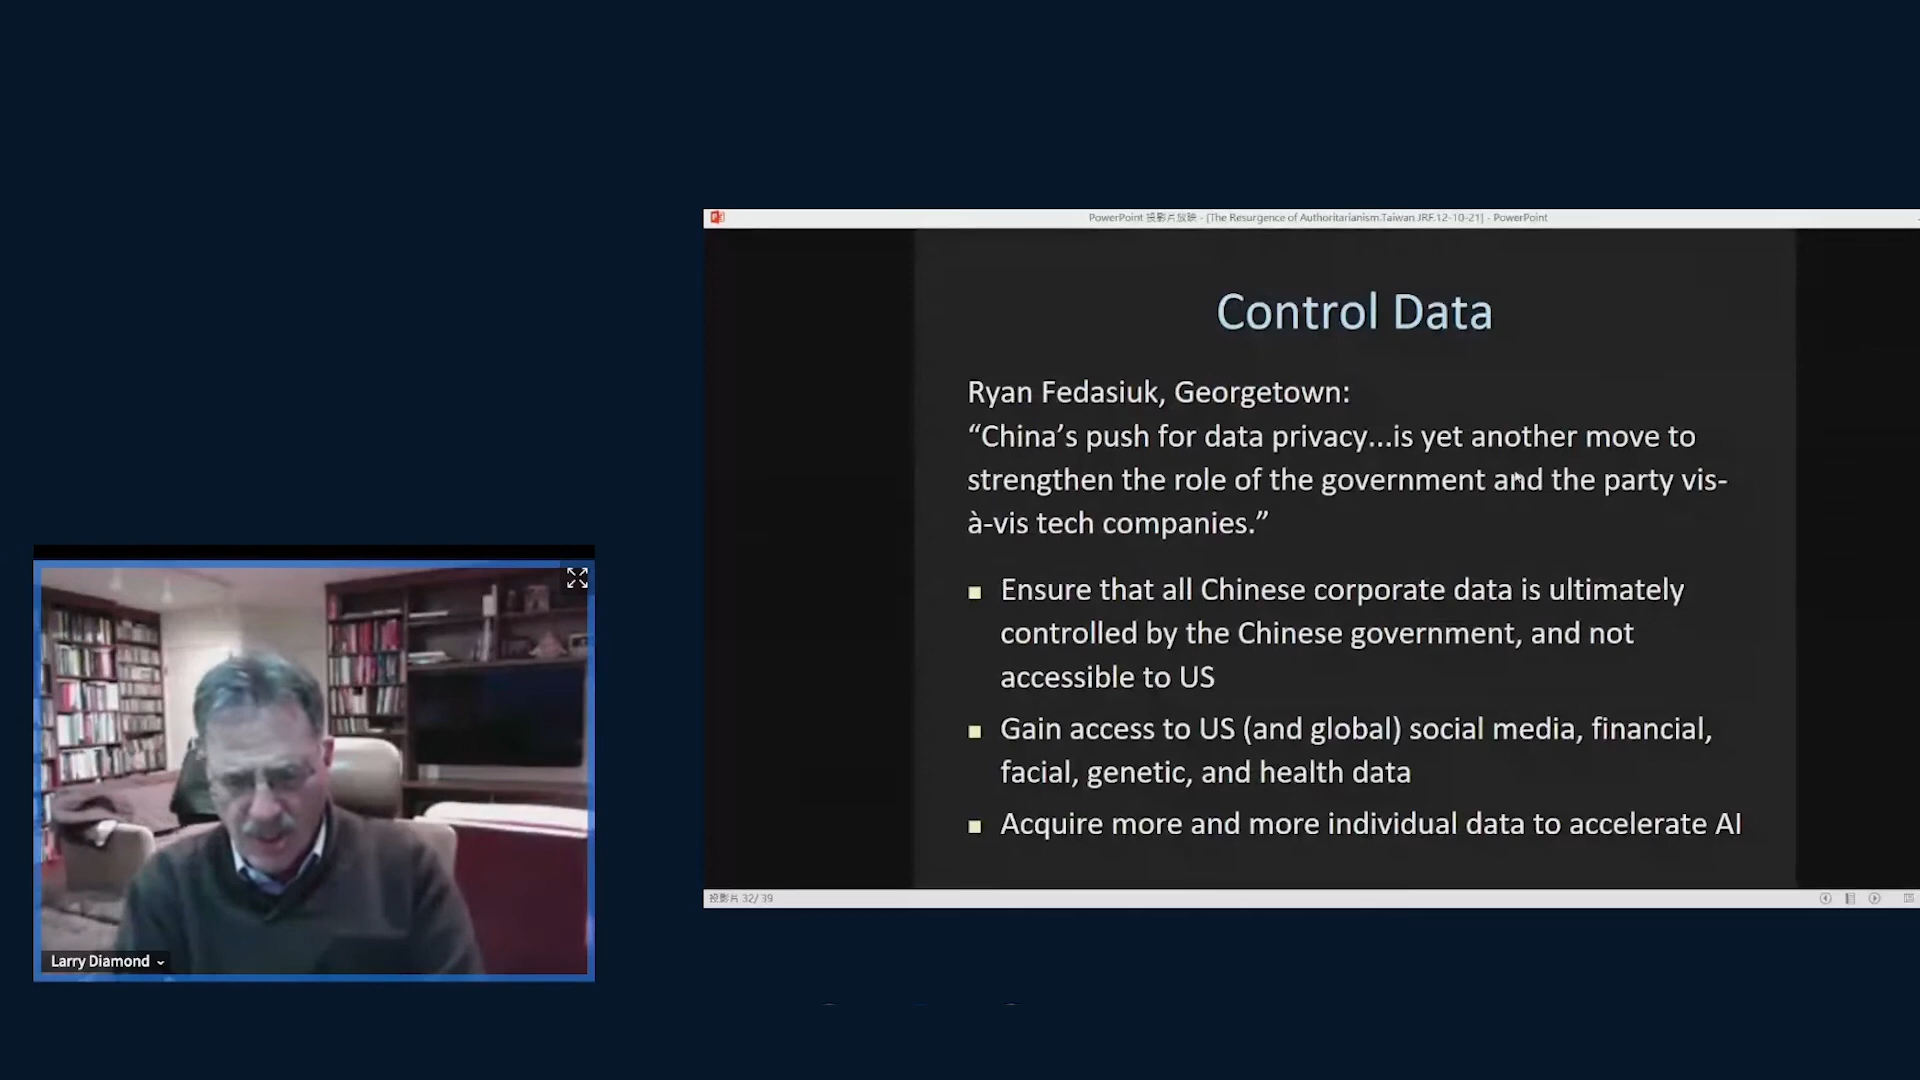 PowerPoint 投影片放映 - [The Resurgence of Authoritarianism.Taiwan JRF.12-10-21] - PowerPoint
Control Data
Ryan Fedasiuk, Georgetown:
“China’s push for data privacy...is yet another move to
strengthen the role of the government and the party vis-
à-vis tech companies.”
▪ Ensure that all Chinese corporate data is ultimately
controlled by the Chinese government, and not
accessible to US
▪ Gain access to US (and global) social media, financial,
facial, genetic, and health data
▪ Acquire more and more individual data to accelerate AI
投影片 32/ 39
Larry Diamond